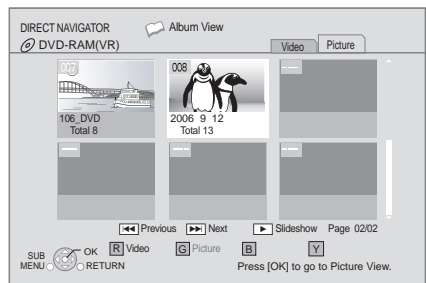 DIRECT NAVIGATOR Album View
DVD-RAM(VR) Video Picture
007 008 ---
106_DVD 2006 9 12
Total 8 Total 13
--- --- ---
Previous Next Slideshow Page 02/02
SUB MENU OK RETURN R Video G Picture B Y
Press [OK] to go to Picture View.